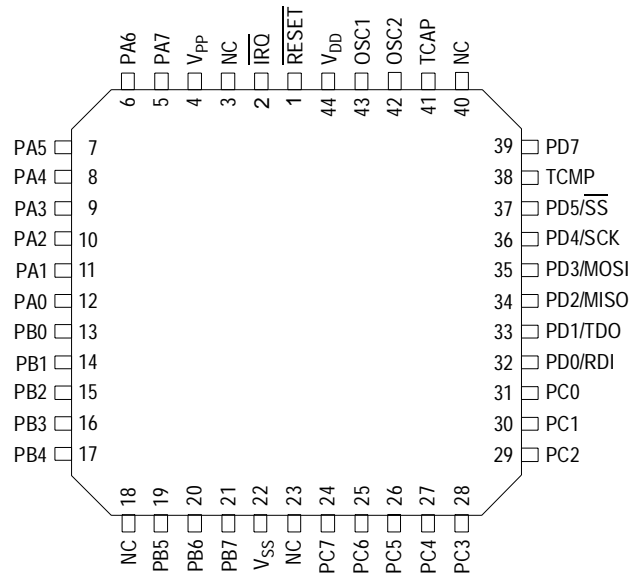 PA6
PA7
VPP
NC
I̅R̅Q̅
R̅E̅S̅E̅T̅
VDD
OSC1
OSC2
TCAP
NC
6
5
4
3
2
1
44
43
42
41
40
PA5 7
PA4 8
PA3 9
PA2 10
PA1 11
PA0 12
PB0 13
PB1 14
PB2 15
PB3 16
PB4 17
39 PD7
38 TCMP
37 PD5/S̅S̅
36 PD4/SCK
35 PD3/MOSI
34 PD2/MISO
33 PD1/TDO
32 PD0/RDI
31 PC0
30 PC1
29 PC2
18
19
20
21
22
23
24
25
26
27
28
NC
PB5
PB6
PB7
VSS
NC
PC7
PC6
PC5
PC4
PC3